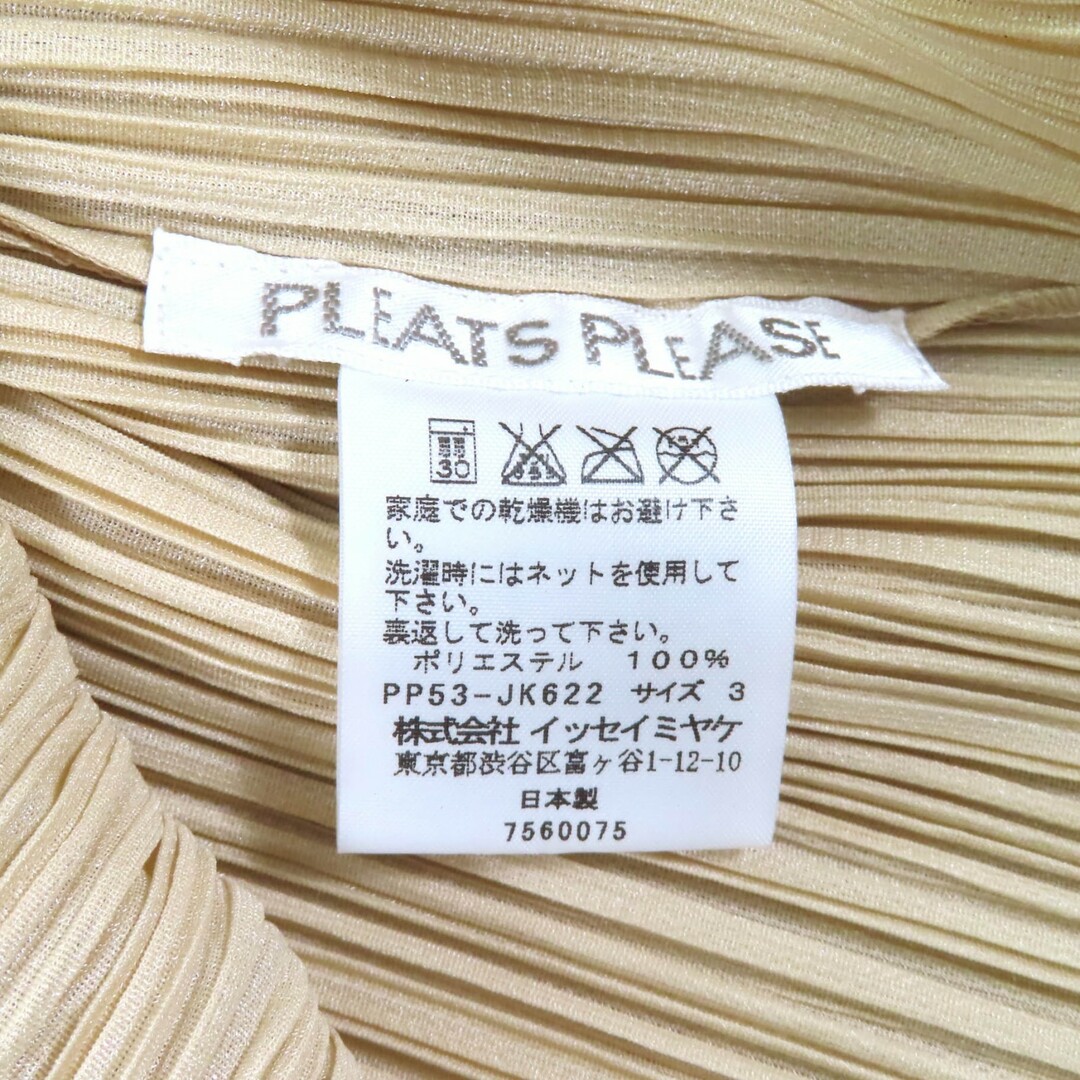 PLEATS PLEASE
30
家庭での乾燥機はお避け下さ
い。
洗濯時にはネットを使用して
下さい。
裏返して洗って下さい。
ポリエステル 100%
PP53-JK622 サイズ 3
株式会社 イッセイミヤケ
東京都渋谷区富ヶ谷1-12-10
日本製
7560075